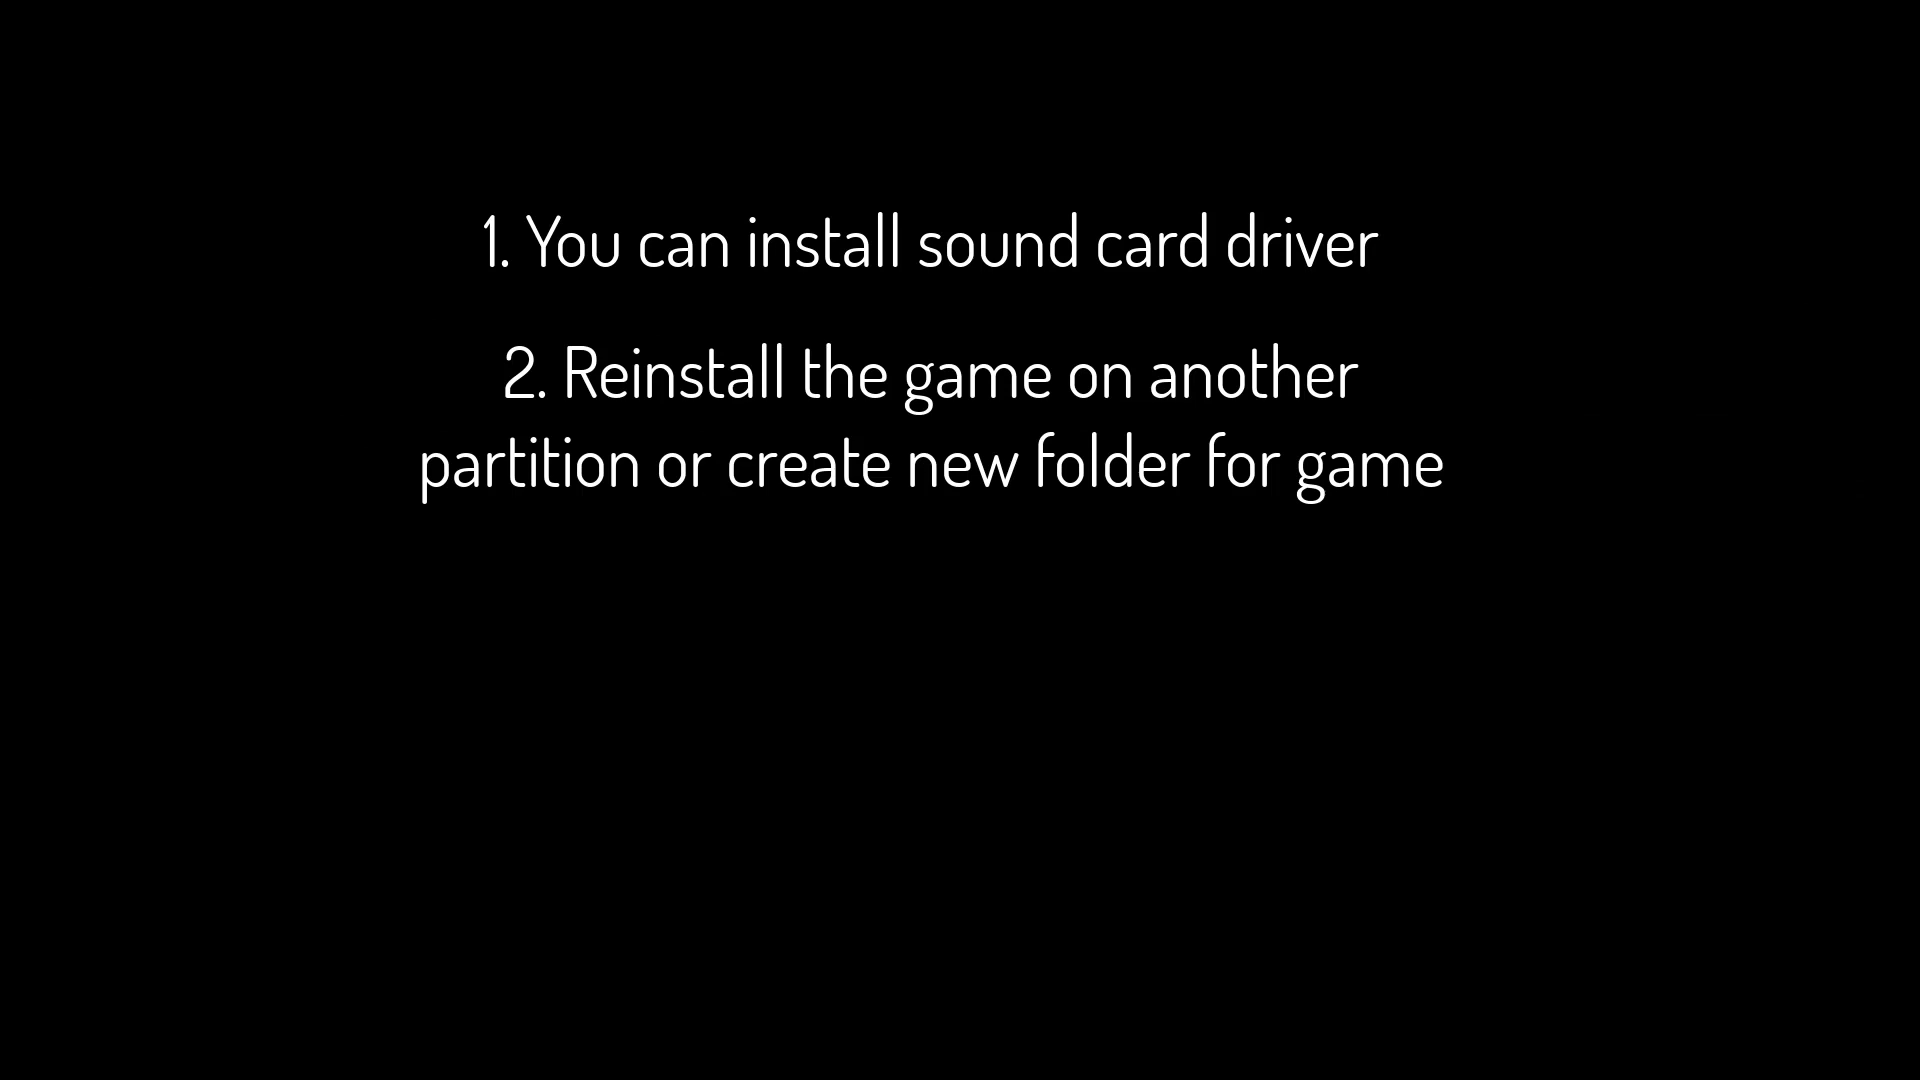 1. You can install sound card driver
2. Reinstall the game on another
partition or create new folder for game